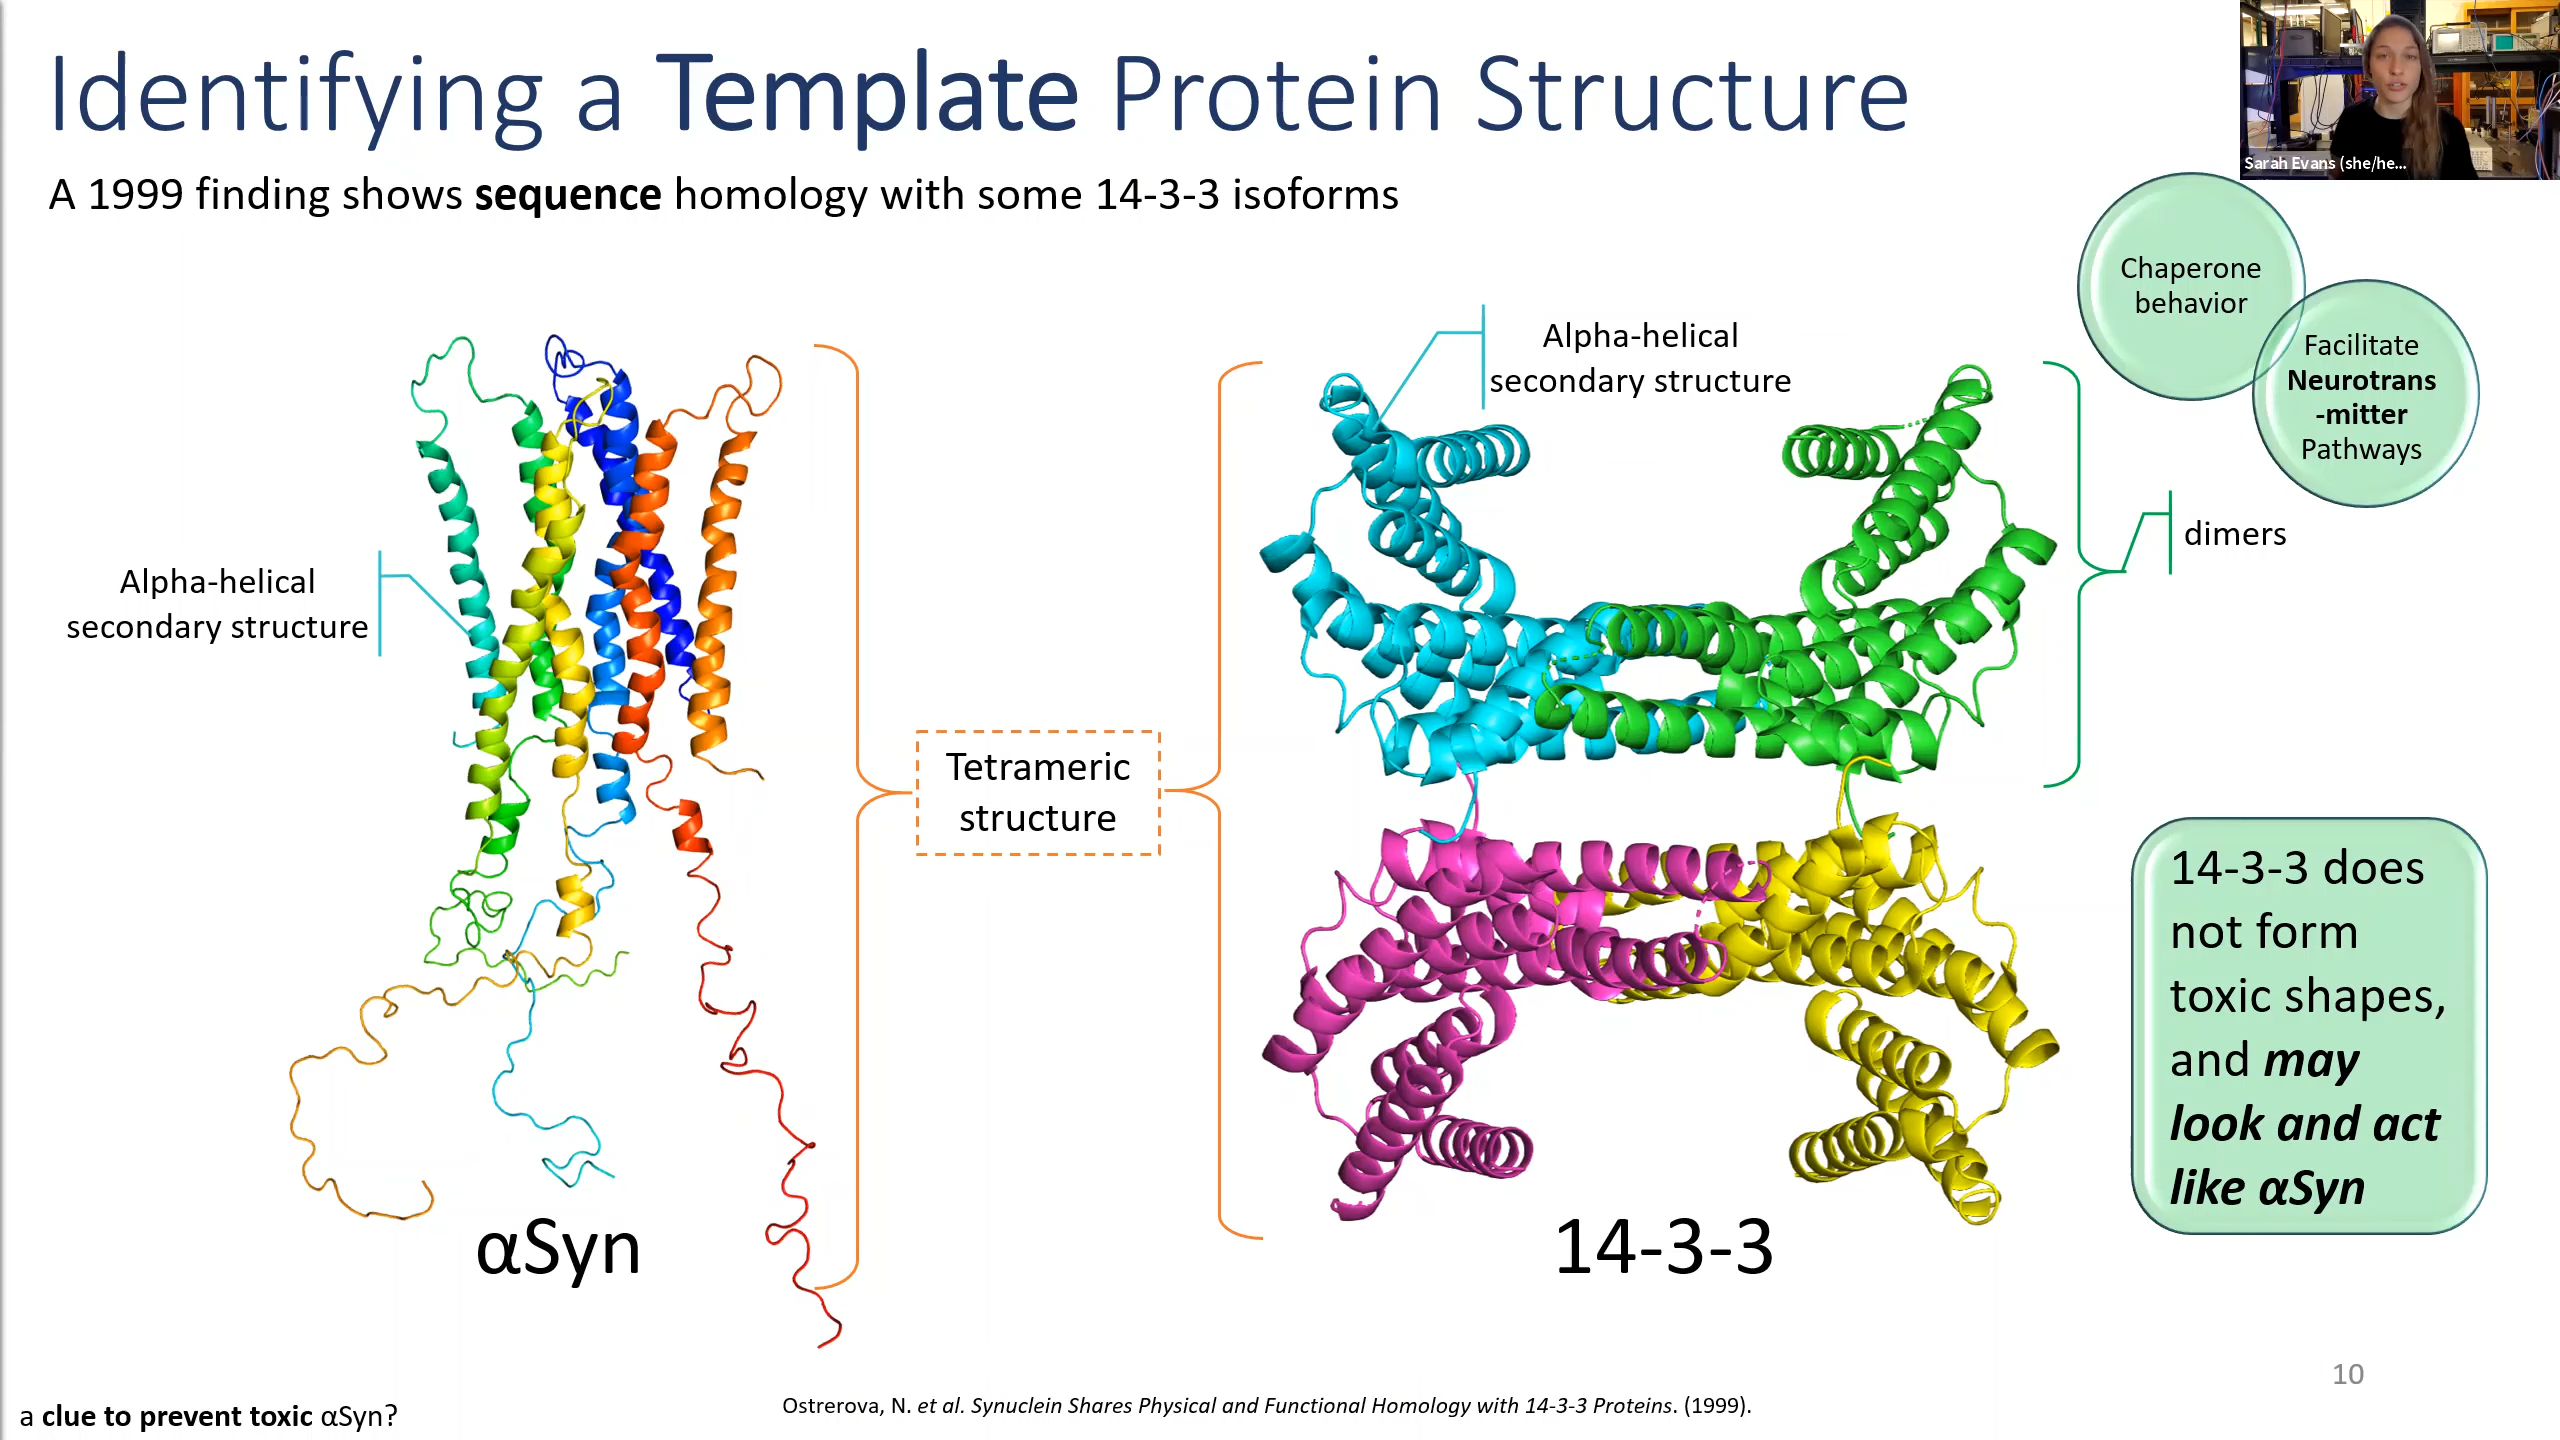 Identifying a Template Protein Structure
A 1999 finding shows sequence homology with some 14-3-3 isoforms
Sarah Evans (she/he...
Chaperone
behavior
Facilitate
Neurotrans
-mitter
Pathways
Alpha-helical
secondary structure
Alpha-helical
secondary structure
dimers
Tetrameric
structure
14-3-3 does
not form
toxic shapes,
and may
look and act
like αSyn
αSyn
14-3-3
10
a clue to prevent toxic αSyn?
Ostrerova, N. et al. Synuclein Shares Physical and Functional Homology with 14-3-3 Proteins. (1999).